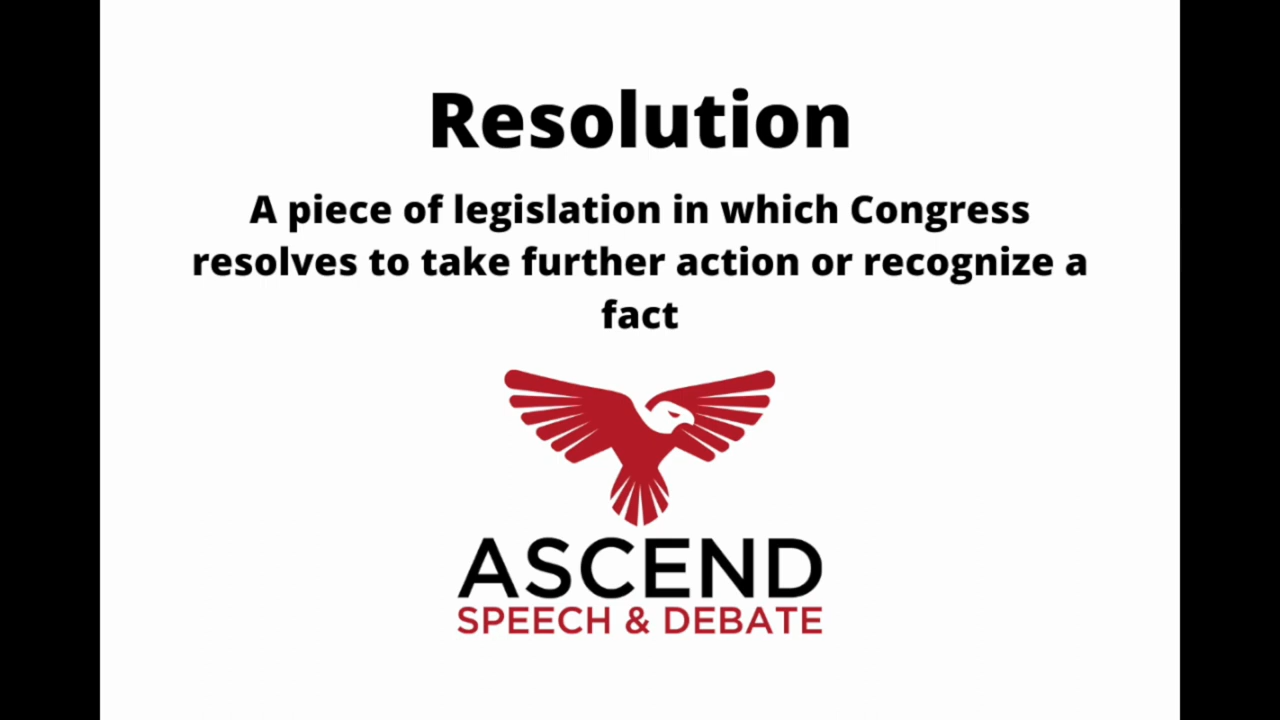 Resolution
A piece of legislation in which Congress
resolves to take further action or recognize a
fact
ASCEND
SPEECH & DEBATE